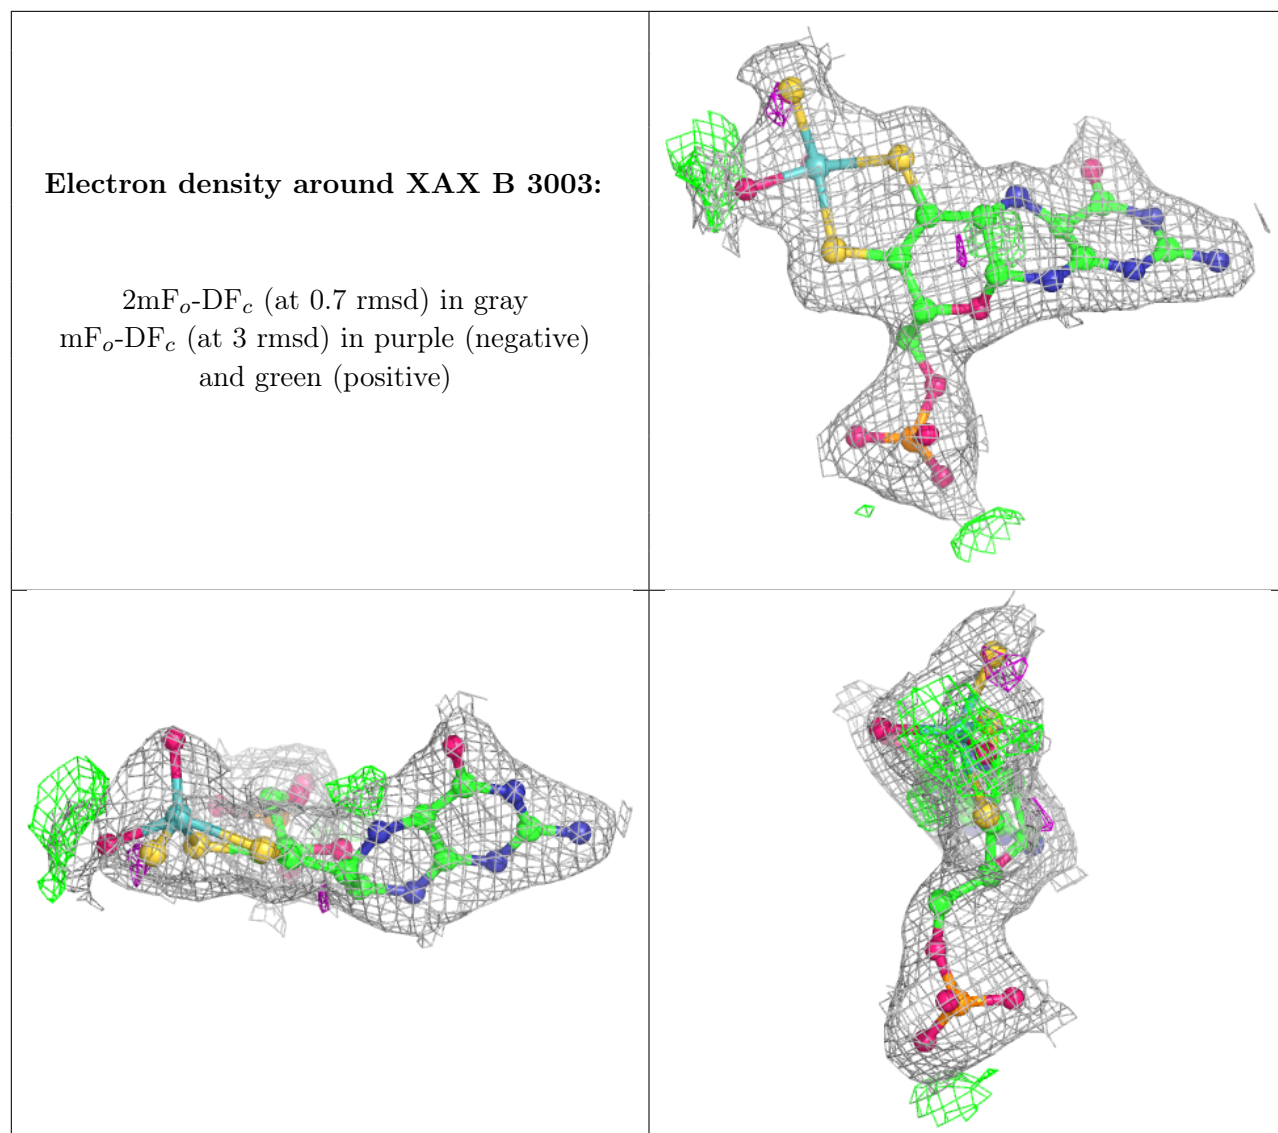 Electron density around XAX B 3003:
2mFo-DFc (at 0.7 rmsd) in gray
mFo-DFc (at 3 rmsd) in purple (negative)
and green (positive)